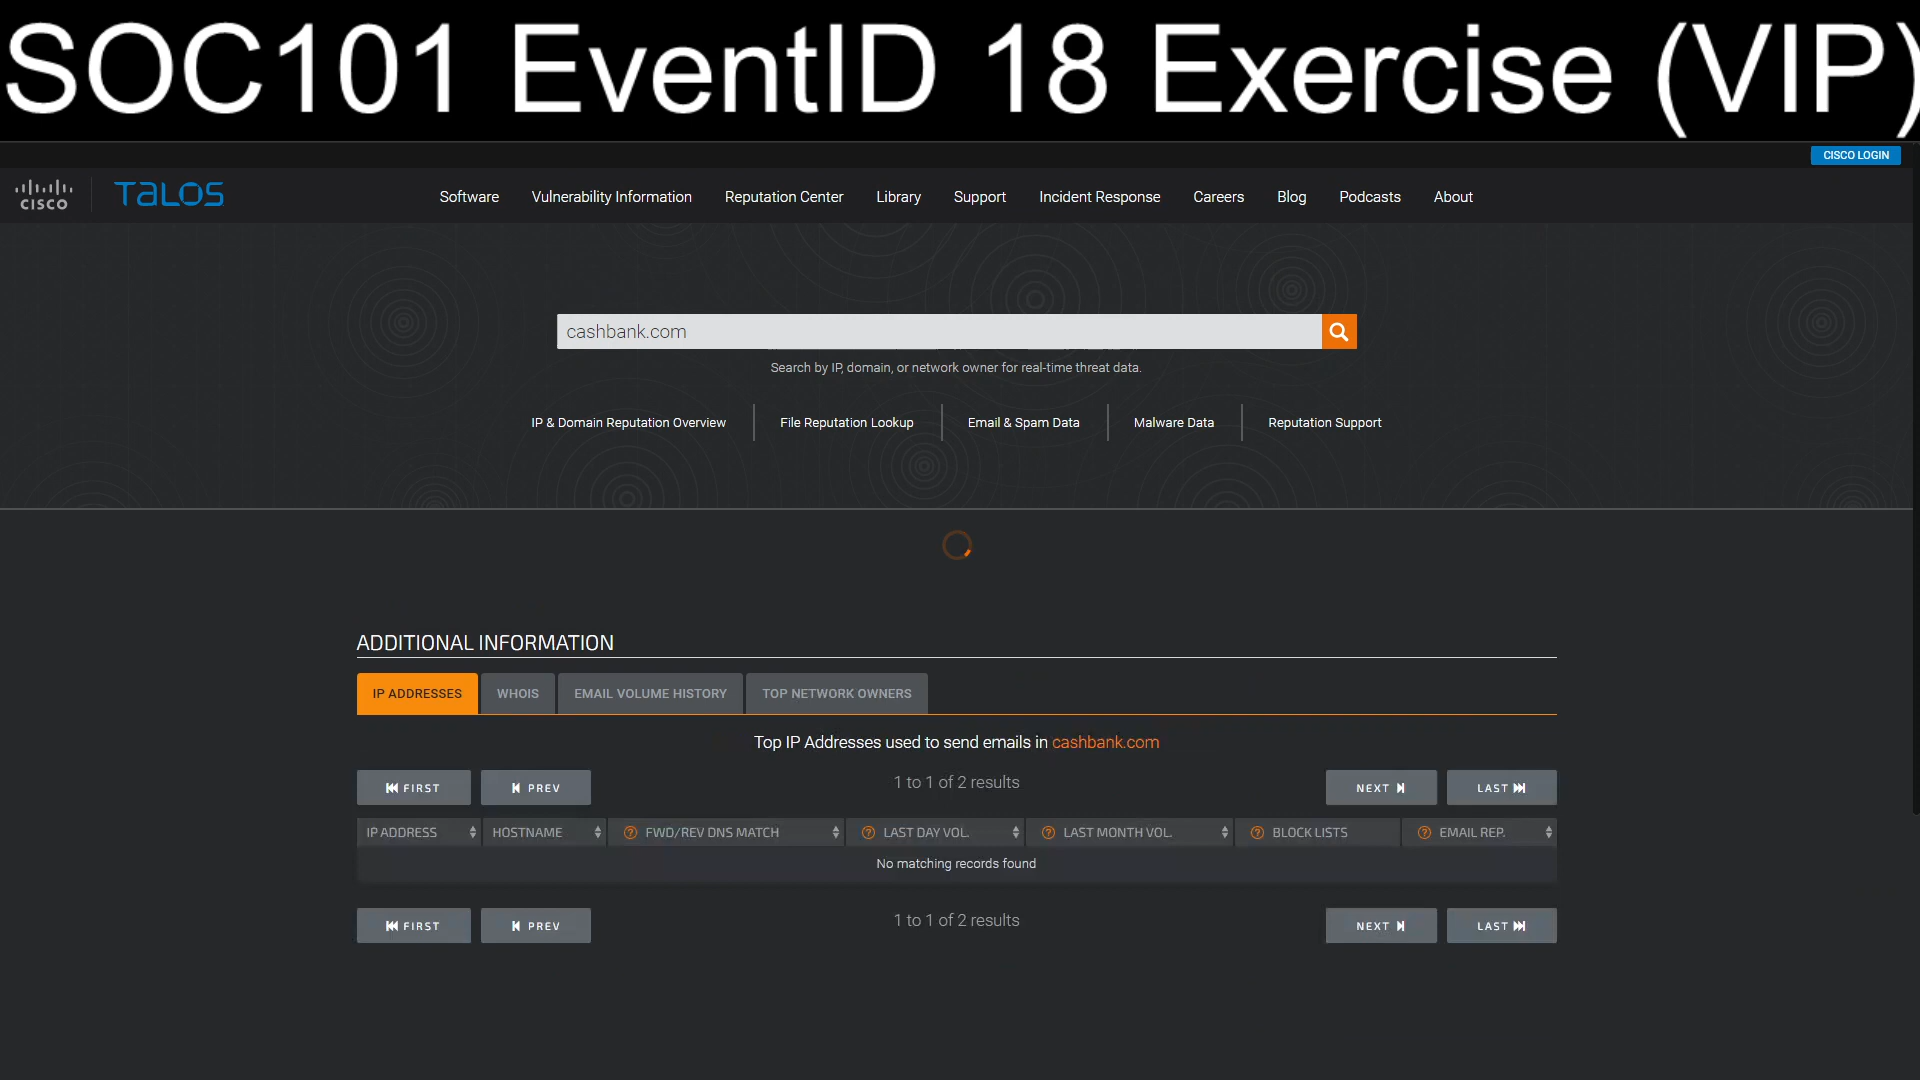 SOC101 EventID 18 Exercise (VIP)
CISCO LOGIN
CISCO TALOS Software Vulnerability Information Reputation Center Library Support Incident Response Careers Blog Podcasts About
cashbank.com
Search by IP, domain, or network owner for real-time threat data.
IP & Domain Reputation Overview File Reputation Lookup Email & Spam Data Malware Data Reputation Support
ADDITIONAL INFORMATION
IP ADDRESSES WHOIS EMAIL VOLUME HISTORY TOP NETWORK OWNERS
Top IP Addresses used to send emails in cashbank.com
FIRST PREV 1 to 1 of 2 results NEXT LAST
IP ADDRESS HOSTNAME ? FWD/REV DNS MATCH ? LAST DAY VOL. ? LAST MONTH VOL. ? BLOCK LISTS ? EMAIL REP.
No matching records found
FIRST PREV 1 to 1 of 2 results NEXT LAST